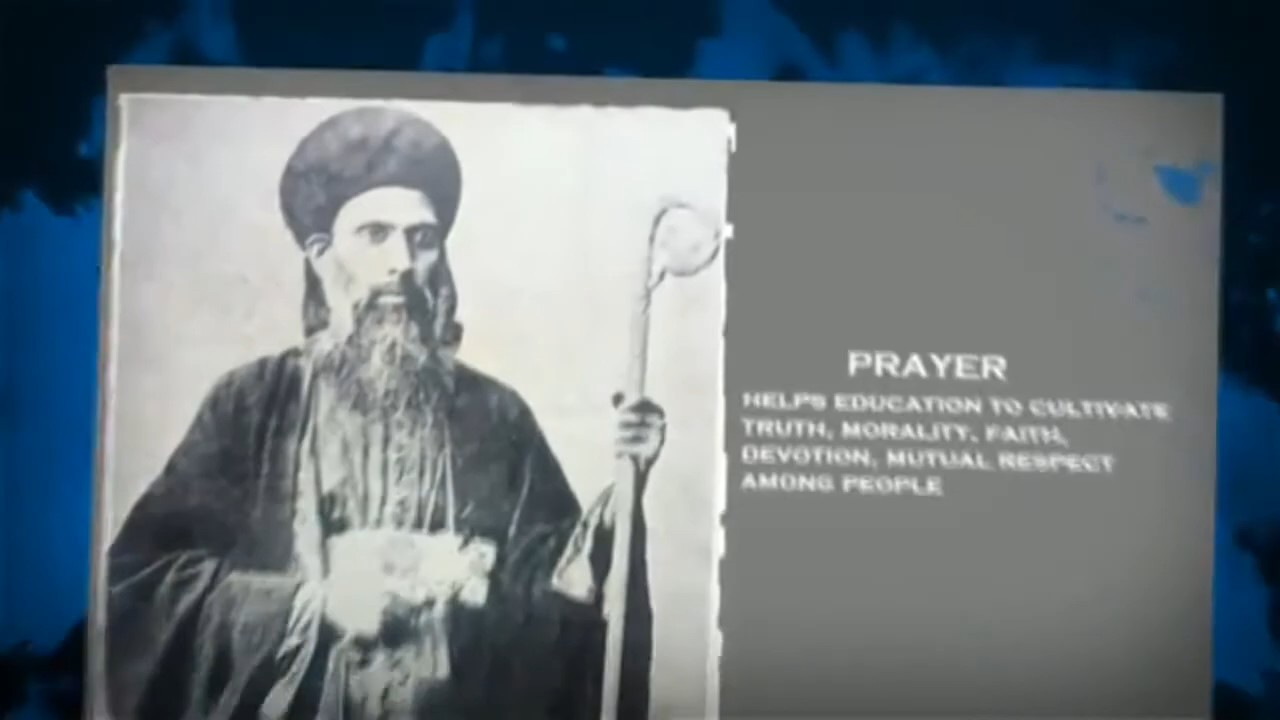 PRAYER
HELPS EDUCATION TO CULTIVATE
TRUTH, MORALITY, FAITH,
DEVOTION, MUTUAL RESPECT
AMONG PEOPLE